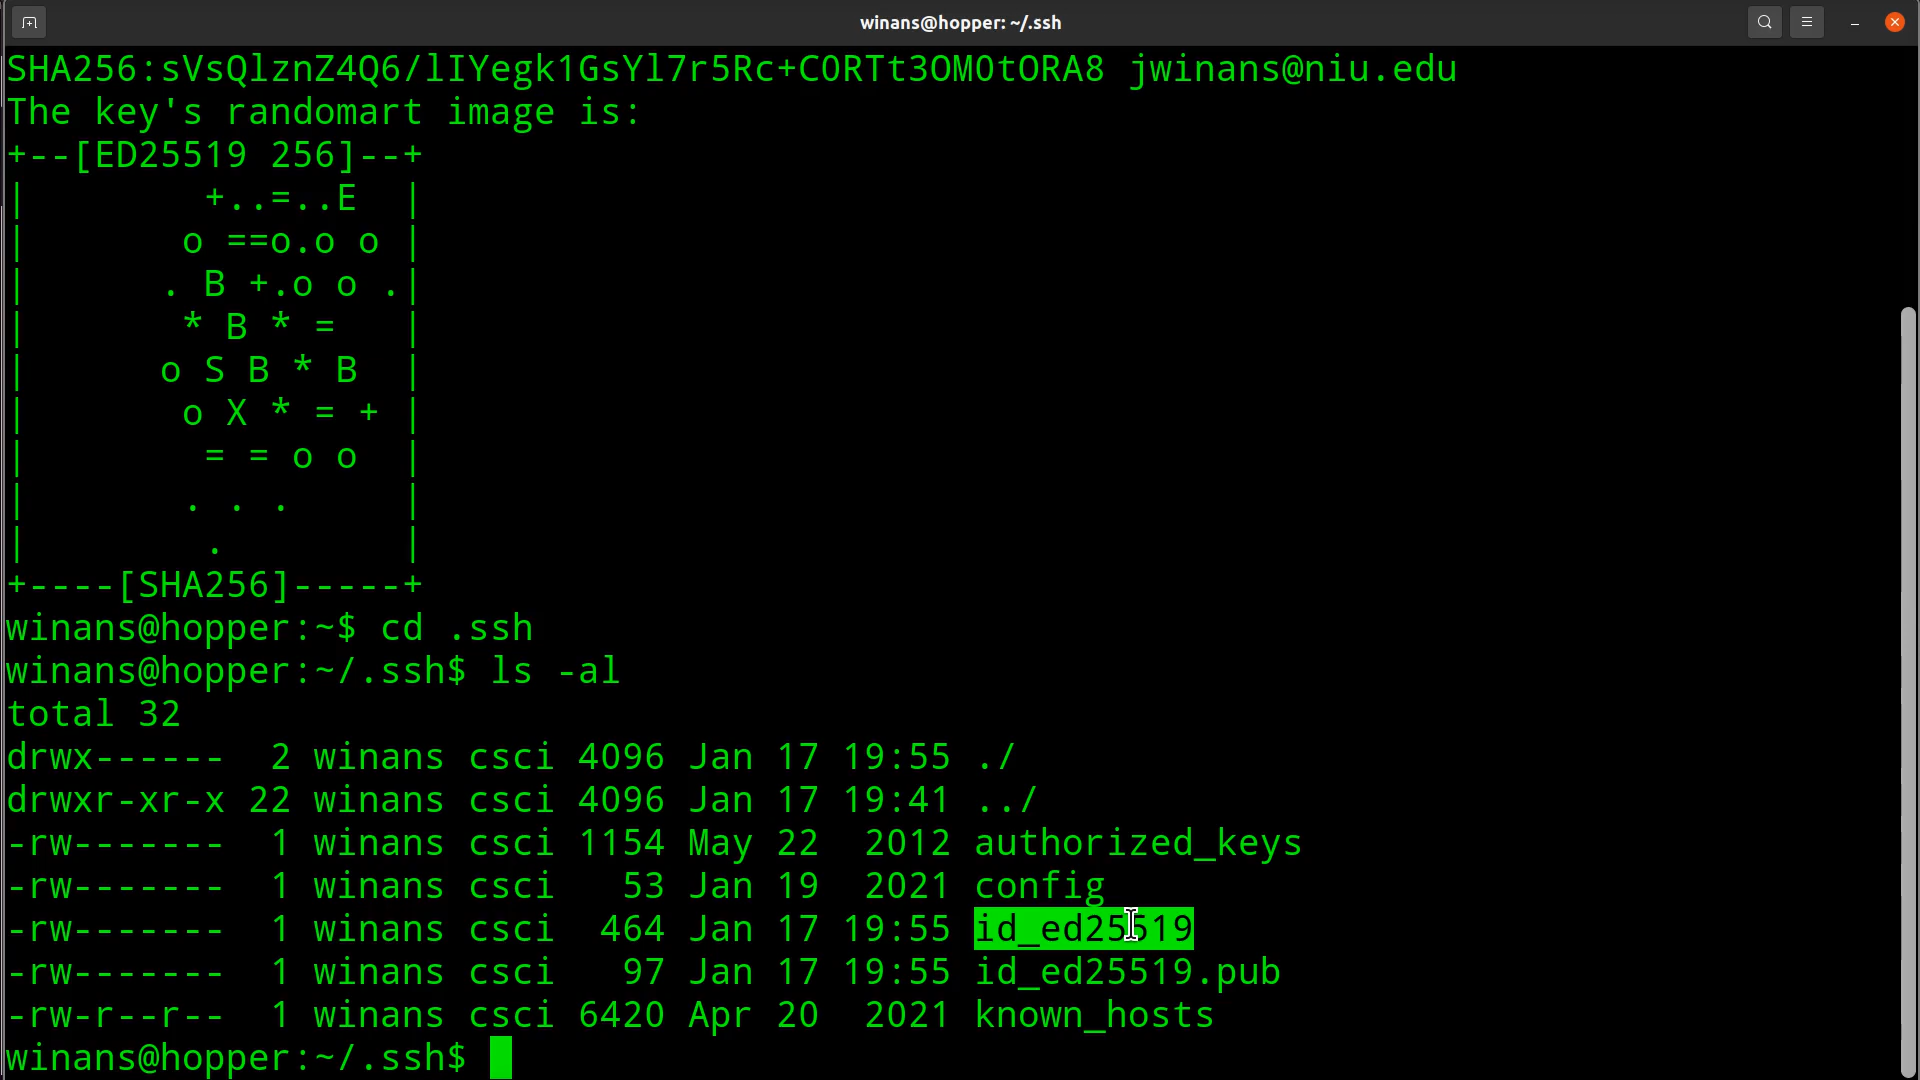 winans@hopper: ~/.ssh
SHA256:sVsQlznZ4Q6/lIYegk1GsYl7r5Rc+C0RTt3OM0tORA8 jwinans@niu.edu
The key's randomart image is:
+--[ED25519 256]--+
|        +..=..E  |
|       o ==o.o o |
|      . B +.o o .|
|       * B * =   |
|      o S B * B  |
|       o X * = + |
|        = = o o  |
|       . . .     |
|        .        |
+----[SHA256]-----+
winans@hopper:~$ cd .ssh
winans@hopper:~/.ssh$ ls -al
total 32
drwx------  2 winans csci 4096 Jan 17 19:55 ./
drwxr-xr-x 22 winans csci 4096 Jan 17 19:41 ../
-rw-------  1 winans csci 1154 May 22  2012 authorized_keys
-rw-------  1 winans csci   53 Jan 19  2021 config
-rw-------  1 winans csci  464 Jan 17 19:55 id_ed25519
-rw-------  1 winans csci   97 Jan 17 19:55 id_ed25519.pub
-rw-r--r--  1 winans csci 6420 Apr 20  2021 known_hosts
winans@hopper:~/.ssh$